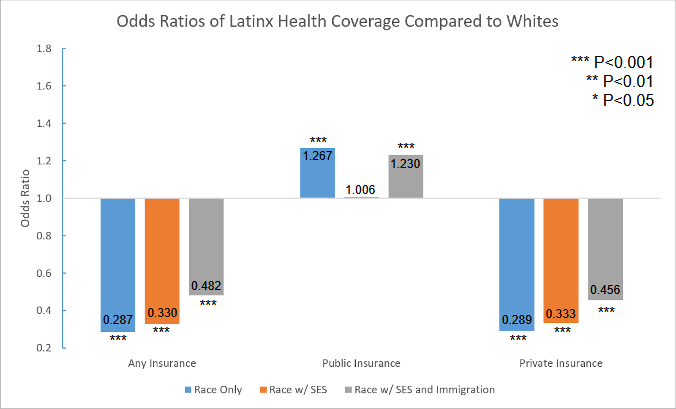 Odds Ratios of Latinx Health Coverage Compared to Whites
*** P<0.001
** P<0.01
* P<0.05
Odds Ratio
1.8
1.6
1.4
1.2
1.0
0.8
0.6
0.4
0.2
0.287
***
0.330
***
0.482
***
***
1.267
1.006
***
1.230
0.289
***
0.333
***
0.456
***
Any Insurance
Public Insurance
Private Insurance
Race Only
Race w/ SES
Race w/ SES and Immigration